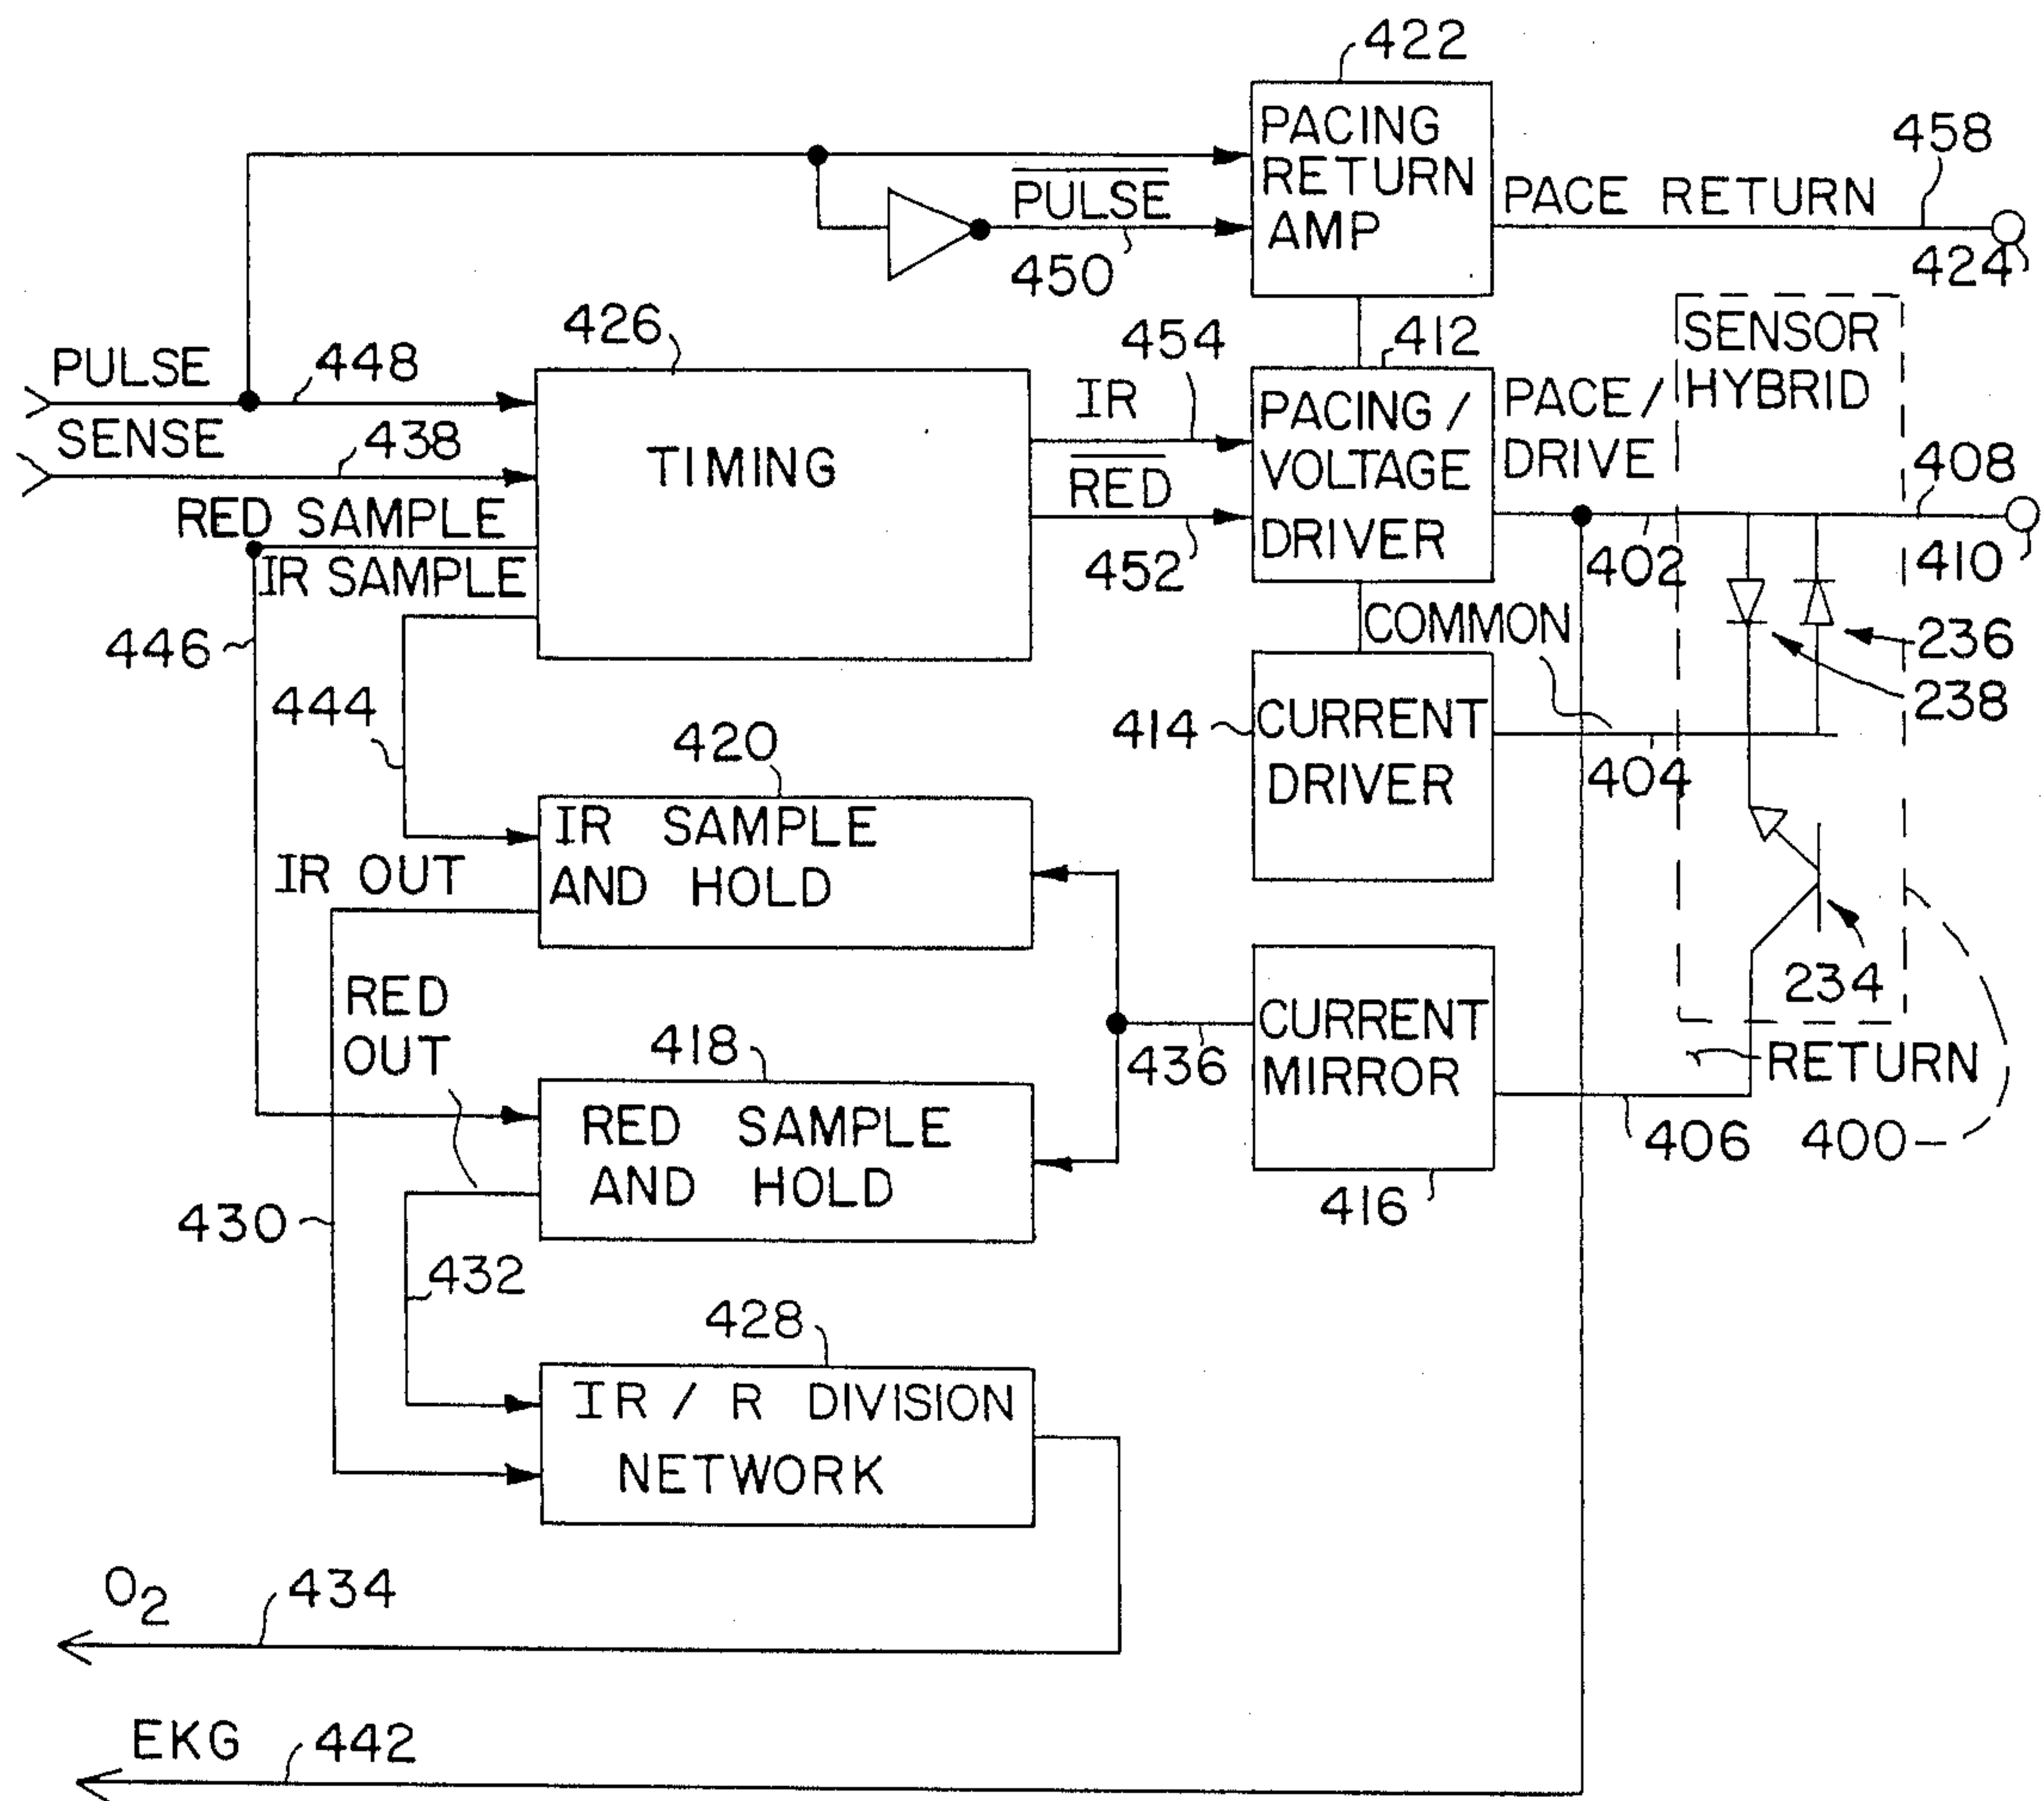 422
PACING
RETURN
AMP
458
PACE RETURN
424
PULSE
450
426
454
412
SENSOR
HYBRID
PULSE
448
SENSE
438
TIMING
IR
RED
452
PACING /
VOLTAGE
DRIVER
PACE /
DRIVE
408
410
402
RED SAMPLE
IR SAMPLE
446
444
COMMON
236
238
414
CURRENT
DRIVER
404
420
IR SAMPLE
AND HOLD
IR OUT
234
RED
OUT
418
436
CURRENT
MIRROR
RETURN
406
400
416
RED SAMPLE
AND HOLD
430
432
428
IR / R DIVISION
NETWORK
O2
434
EKG
442